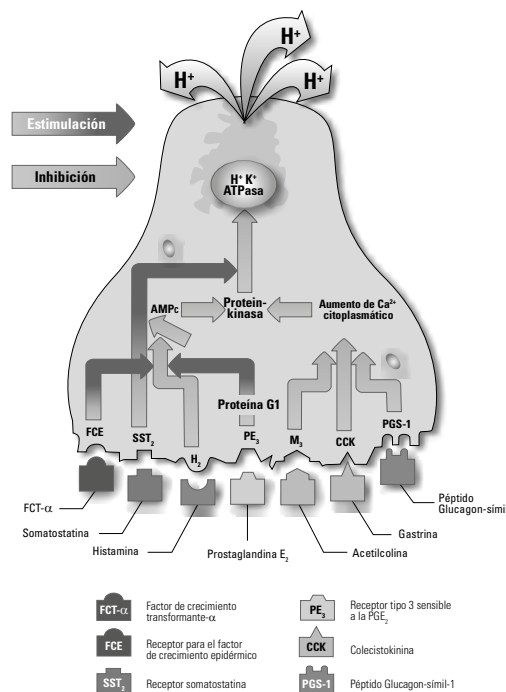 H⁺
H⁺
H⁺
Estimulación
Inhibición
H⁺ K⁺
ATPasa
AMPc
Protein-
kinasa
Aumento de Ca²⁺
citoplasmático
Proteína G1
FCE
SST₂
H₂
PE₃
M₃
CCK
PGS-1
FCT-α
Somatostatina
Histamina
Prostaglandina E₂
Acetilcolina
Gastrina
Péptido
Glucagon-sími
FCT-α
Factor de crecimiento
transformante-α
FCE
Receptor para el factor
de crecimiento epidérmico
SST₂
Receptor somatostatina
PE₃
Receptor tipo 3 sensible
a la PGE₂
CCK
Colecistokinina
PGS-1
Péptido Glucagon-símil-1